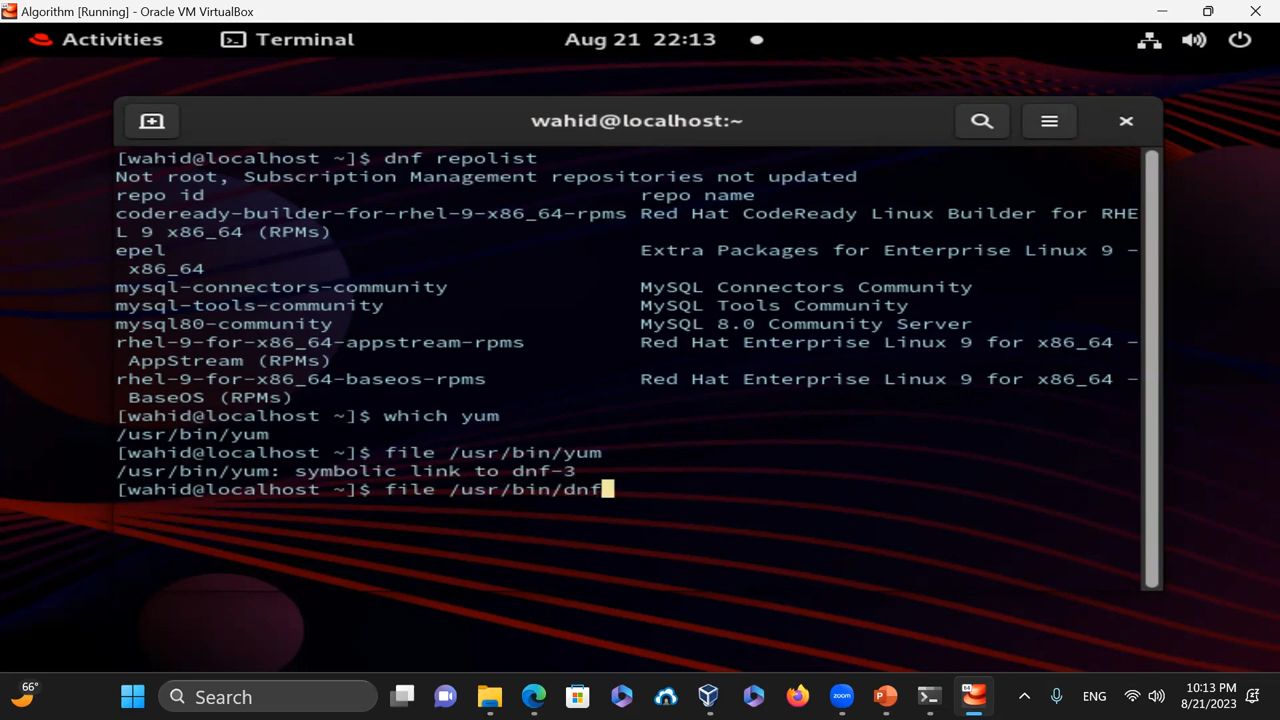 Algorithm [Running] - Oracle VM VirtualBox
Activities Terminal Aug 21 22:13
wahid@localhost:~
[wahid@localhost ~]$ dnf repolist
Not root, Subscription Management repositories not updated
repo id repo name
codeready-builder-for-rhel-9-x86_64-rpms Red Hat CodeReady Linux Builder for RHE
L 9 x86_64 (RPMs)
epel Extra Packages for Enterprise Linux 9 -
x86_64
mysql-connectors-community MySQL Connectors Community
mysql-tools-community MySQL Tools Community
mysql80-community MySQL 8.0 Community Server
rhel-9-for-x86_64-appstream-rpms Red Hat Enterprise Linux 9 for x86_64 -
AppStream (RPMs)
rhel-9-for-x86_64-baseos-rpms Red Hat Enterprise Linux 9 for x86_64 -
BaseOS (RPMs)
[wahid@localhost ~]$ which yum
/usr/bin/yum
[wahid@localhost ~]$ file /usr/bin/yum
/usr/bin/yum: symbolic link to dnf-3
[wahid@localhost ~]$ file /usr/bin/dnf
66°
Search
zoom
ENG
10:13 PM
8/21/2023